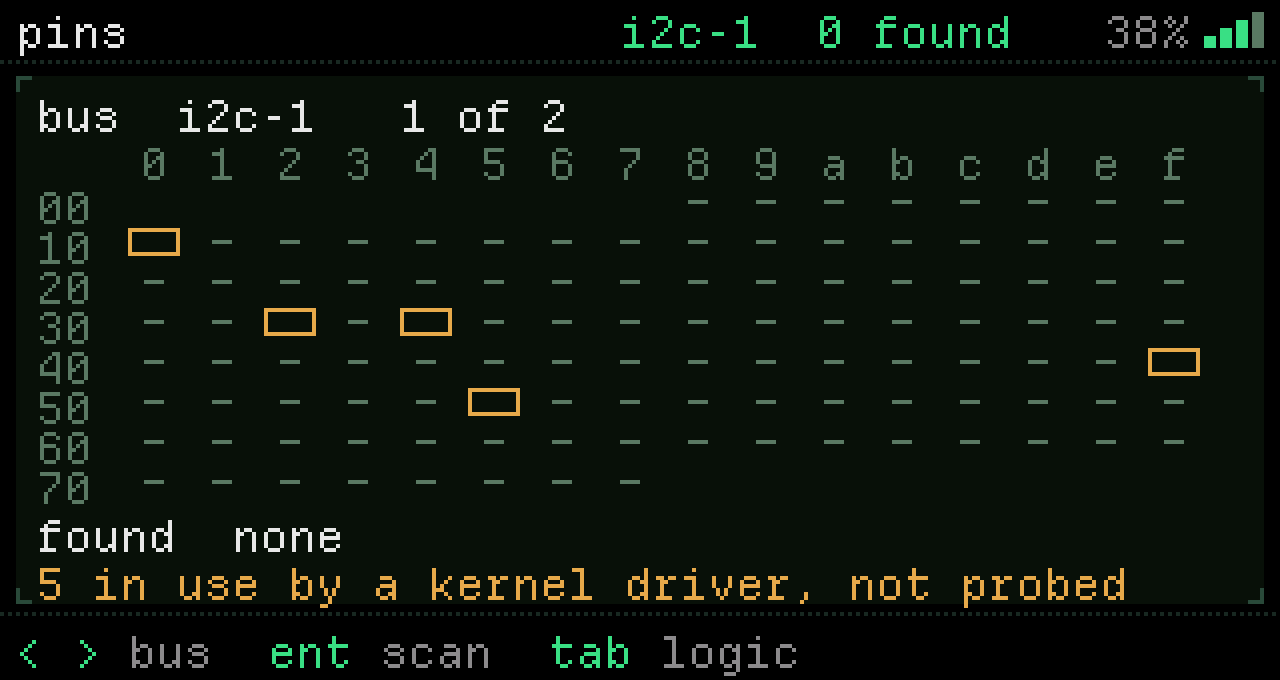 pins i2c-1 0 found 38%
bus i2c-1 1 of 2
0 1 2 3 4 5 6 7 8 9 a b c d e f
00 - - - - - - - -
10 - - - - - - - - - - - - - - -
20 - - - - - - - - - - - - - - - -
30 - - - - - - - - - - - - - -
40 - - - - - - - - - - - - - - -
50 - - - - - - - - - - - - - - -
60 - - - - - - - - - - - - - - - -
70 - - - - - - - -
found none
5 in use by a kernel driver, not probed
< > bus ent scan tab logic